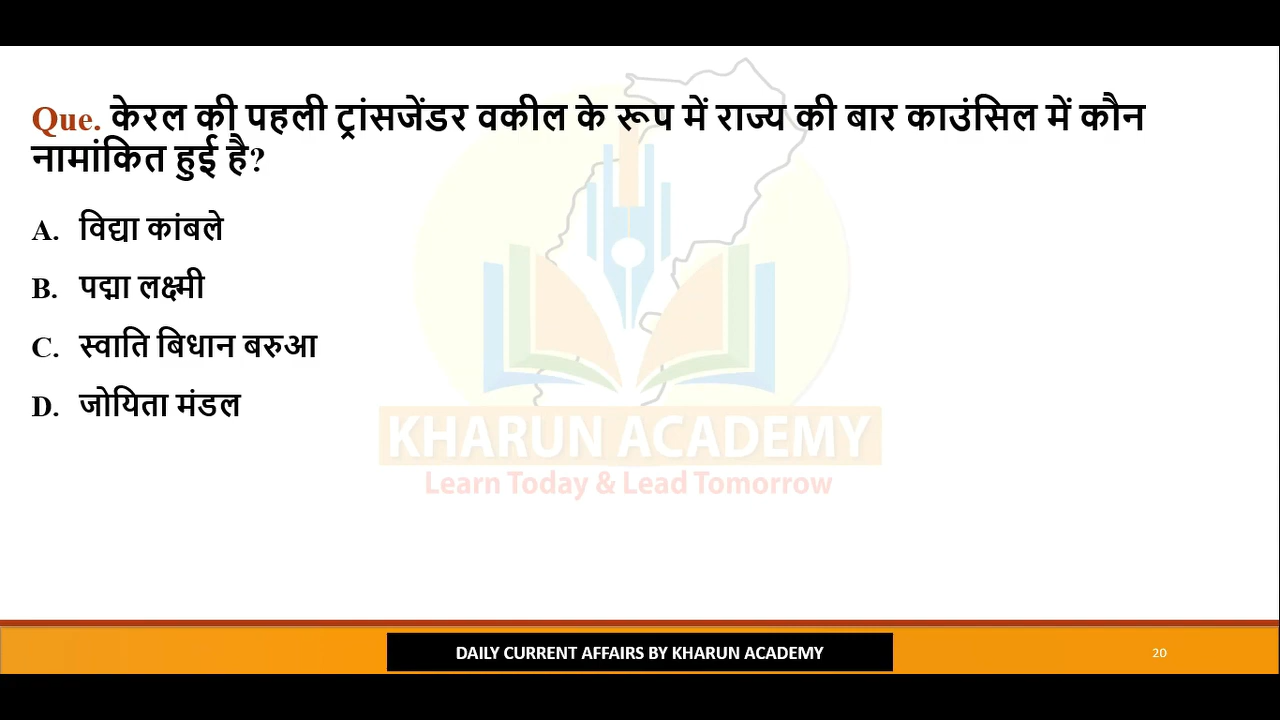 Que. केरल की पहली ट्रांसजेंडर वकील के रूप में राज्य की बार काउंसिल में कौन
नामांकित हुई है?
A. विद्या कांबले
B. पद्मा लक्ष्मी
C. स्वाति बिधान बरुआ
D. जोयिता मंडल
KHARUN ACADEMY
Learn Today & Lead Tomorrow
DAILY CURRENT AFFAIRS BY KHARUN ACADEMY
20